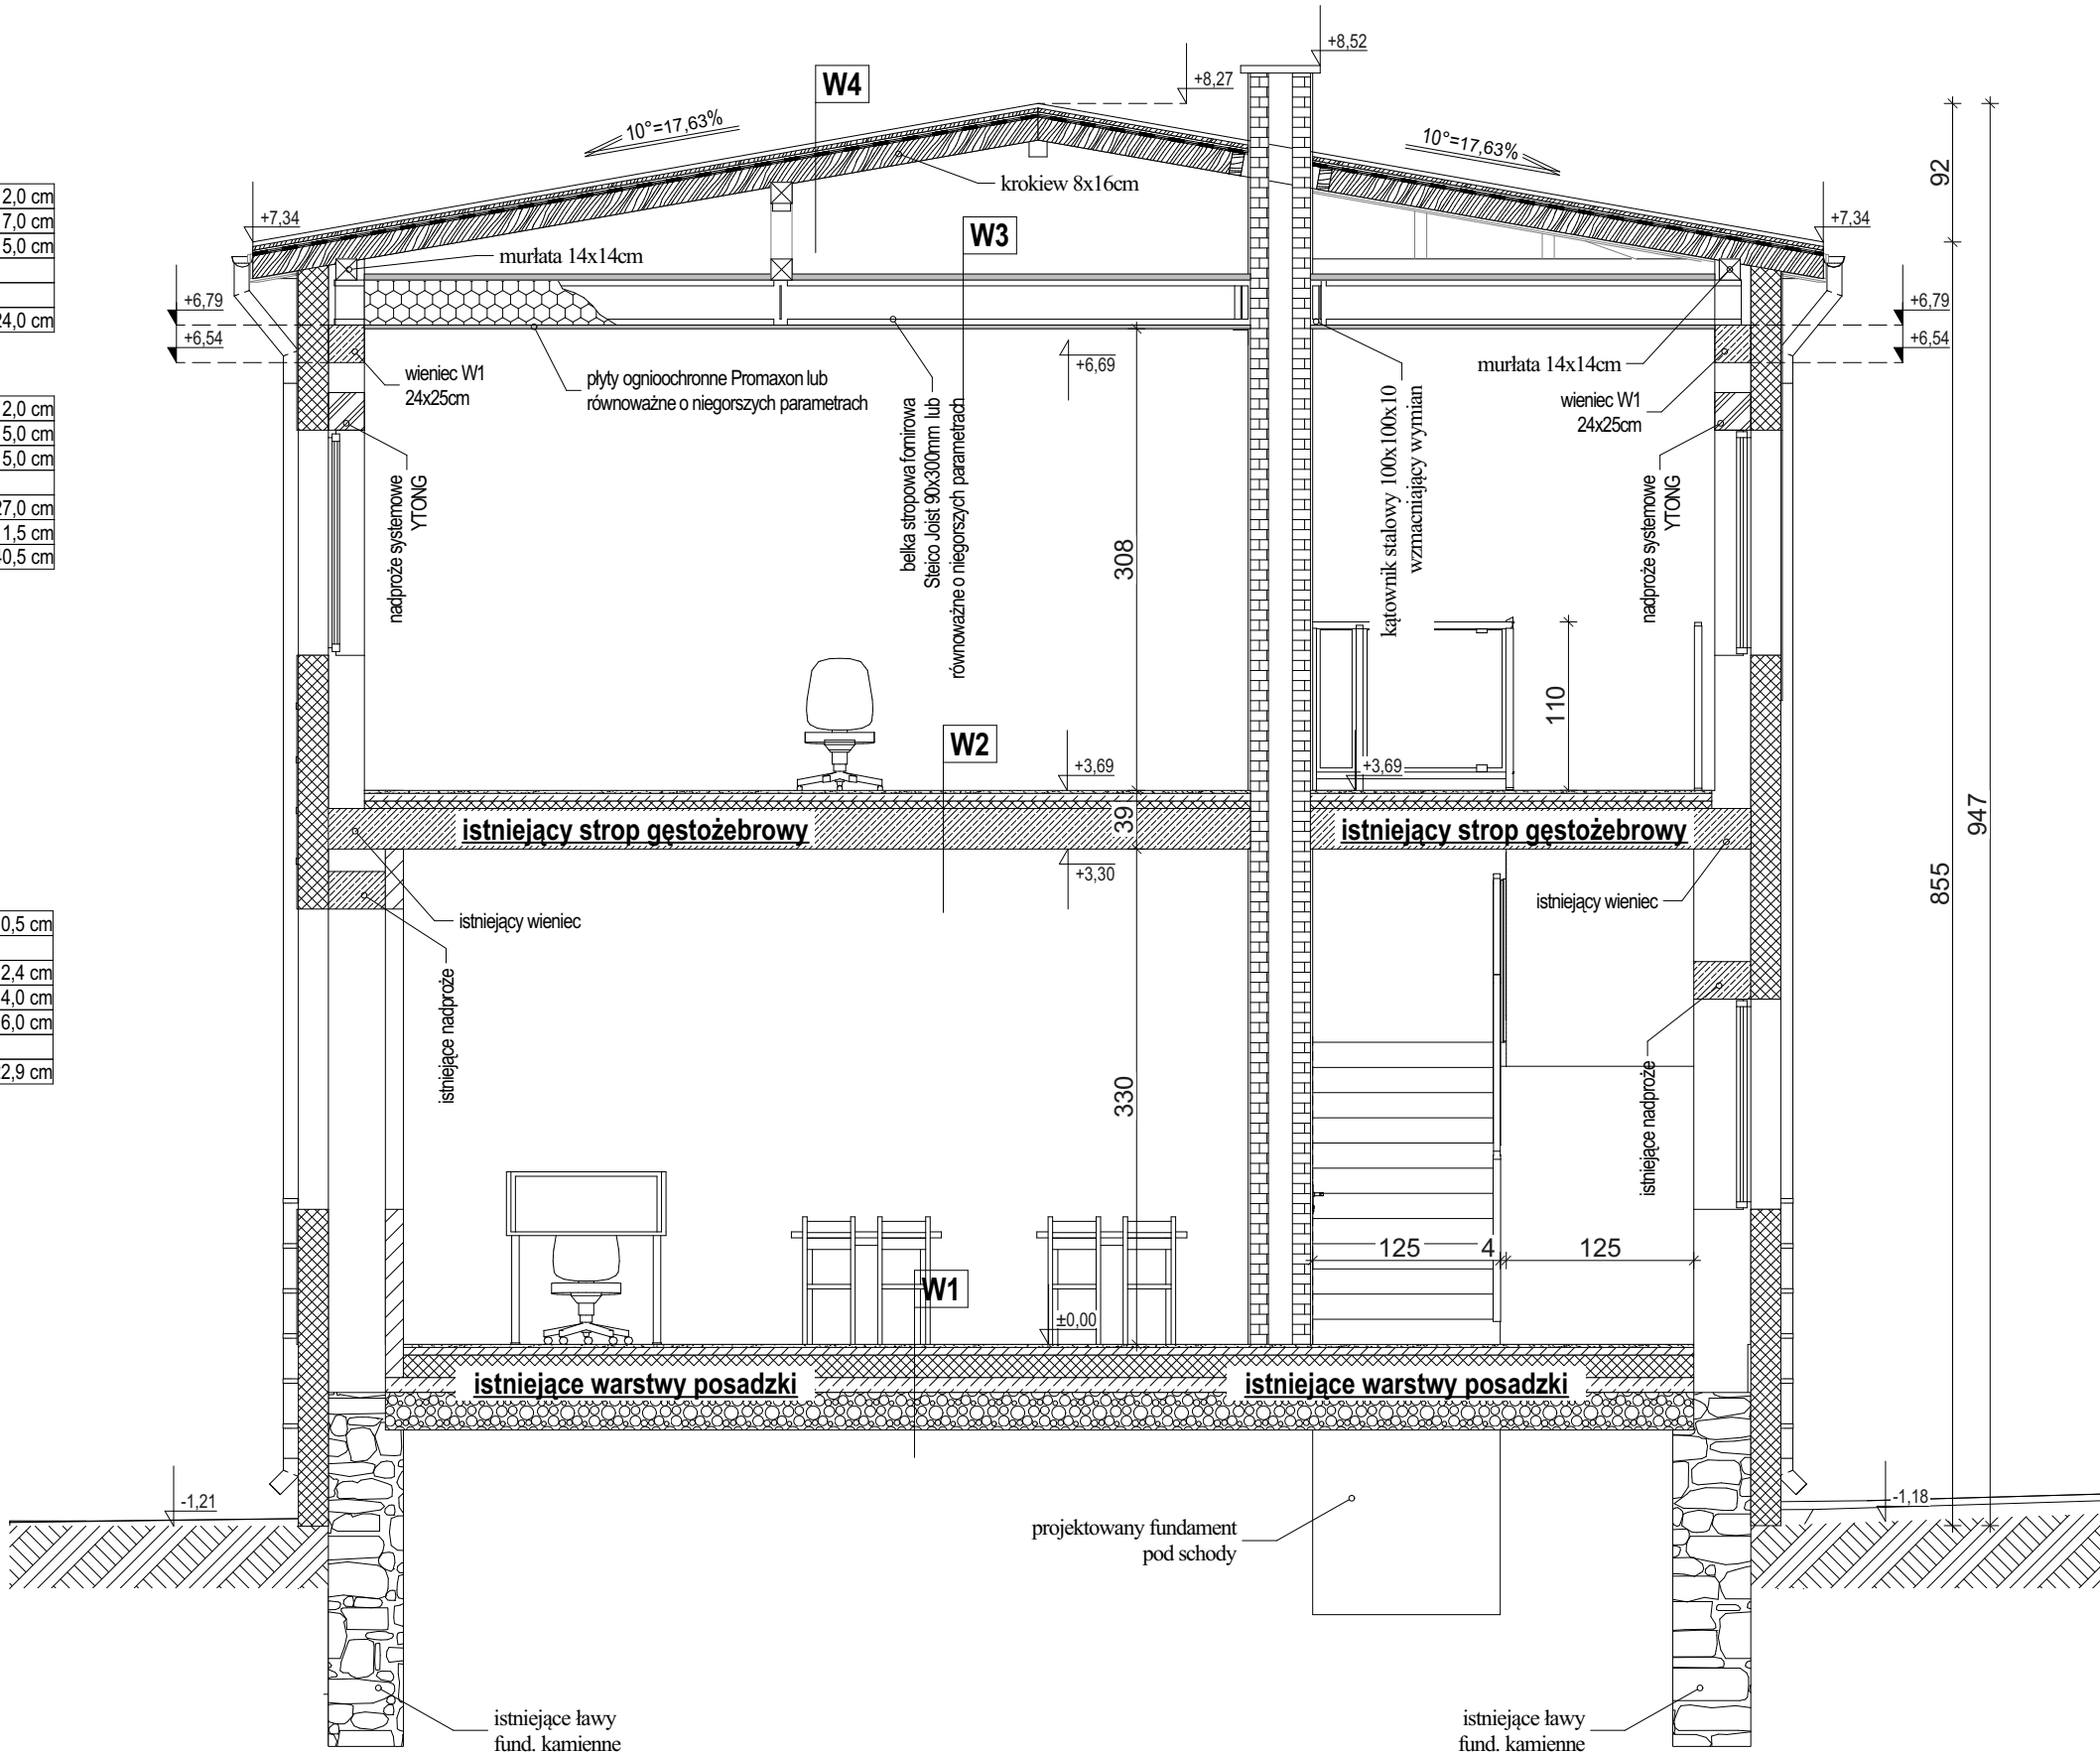 +8,52
W4
+8,27
10°=17,63%
10°=17,63%
92
krokiew 8x16cm
2,0 cm
7,0 cm
5,0 cm
24,0 cm
+7,34
+7,34
W3
murłata 14x14cm
+6,79
+6,79
+6,54
+6,54
+6,69
murłata 14x14cm
wieniec W1
24x25cm
płyty ognioochronne Promaxon lub
równoważne o niegorszych parametrach
wieniec W1
24x25cm
2,0 cm
5,0 cm
5,0 cm
27,0 cm
1,5 cm
40,5 cm
nadproże systemowe
YTONG
belka stropowa fornirowa
Steico Joist 90x300mm lub
równoważne o niegorszych parametrach
308
kątownik stalowy 100x100x10
wzmacniający wymian
nadproże systemowe
YTONG
110
W2
+3,69
+3,69
39
947
istniejący strop gęstożebrowy
istniejący strop gęstożebrowy
+3,30
855
istniejący wieniec
istniejący wieniec
0,5 cm
2,4 cm
4,0 cm
6,0 cm
2,9 cm
istniejące nadproże
istniejące nadproże
330
125
4
125
W1
±0,00
istniejące warstwy posadzki
istniejące warstwy posadzki
-1,21
-1,18
projektowany fundament
pod schody
istniejące ławy
fund. kamienne
istniejące ławy
fund. kamienne